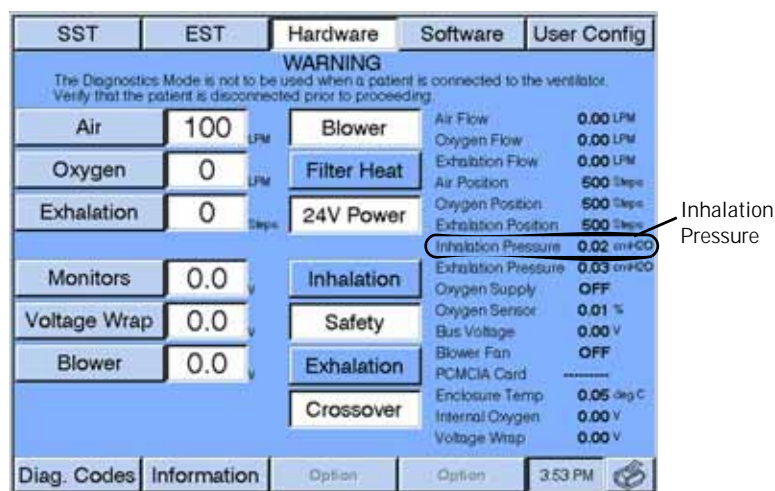 SST EST Hardware Software User Config
WARNING
The Diagnostics Mode is not to be used when a patient is connected to the ventilator.
Verify that the patient is disconnected prior to proceeding.
Air 100 LPM Blower Air Flow 0.00 LPM
Oxygen Flow 0.00 LPM
Oxygen 0 LPM Filter Heat Exhalation Flow 0.00 LPM
Air Position 500 Steps
Exhalation 0 Steps 24V Power Oxygen Position 500 Steps
Exhalation Position 500 Steps
Inhalation Pressure 0.02 cmH2O
Inhalation
Pressure
Monitors 0.0 V Inhalation Exhalation Pressure 0.03 cmH2O
Oxygen Supply OFF
Voltage Wrap 0.0 V Safety Oxygen Sensor 0.01 %
Bus Voltage 0.00 V
Blower 0.0 V Exhalation Blower Fan OFF
PCMCIA Card ---------
Crossover Enclosure Temp 0.05 deg C
Internal Oxygen 0.00 V
Voltage Wrap 0.00 V
Diag. Codes Information Option Option 3:53 PM